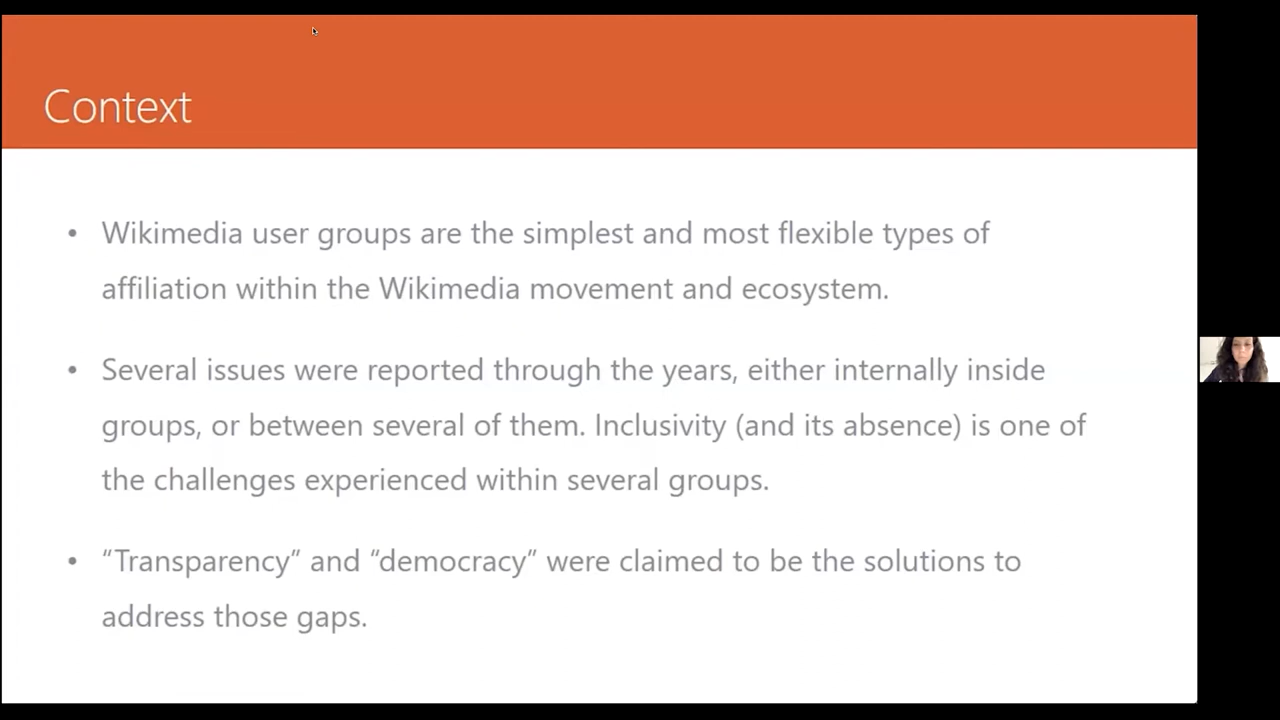 Context
• Wikimedia user groups are the simplest and most flexible types of
affiliation within the Wikimedia movement and ecosystem.
• Several issues were reported through the years, either internally inside
groups, or between several of them. Inclusivity (and its absence) is one of
the challenges experienced within several groups.
• “Transparency” and “democracy” were claimed to be the solutions to
address those gaps.